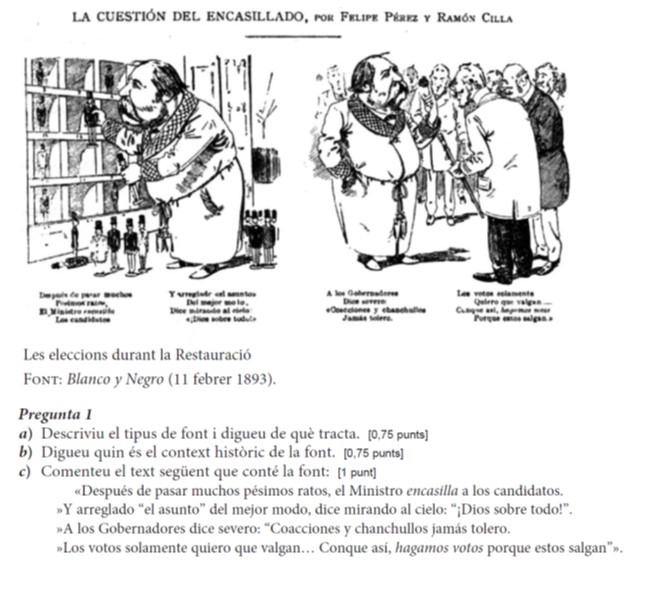 LA CUESTIÓN DEL ENCASILLADO, POR FELIPE PÉREZ Y RAMÓN CILLA
Después de pasar muchos
Pésimos ratos,
El Ministro encasilla
Los candidatos
Y arreglado «el asunto»
Del mejor modo,
Dice mirando al cielo
«¡Dios sobre todo!»
A los Gobernadores
Dice severo:
«Coacciones y chanchullos
Jamás tolero.
Los votos solamente
Quiero que valgan ....
Conque así, hagamos votos
Porque estos salgan.»
Les eleccions durant la Restauració
FONT: Blanco y Negro (11 febrer 1893).
Pregunta 1
a) Descriviu el tipus de font i digueu de què tracta. [0,75 punts]
b) Digueu quin és el context històric de la font. [0,75 punts]
c) Comenteu el text següent que conté la font: [1 punt]
«Después de pasar muchos pésimos ratos, el Ministro encasilla a los candidatos.
»Y arreglado “el asunto” del mejor modo, dice mirando al cielo: “¡Dios sobre todo!”.
»A los Gobernadores dice severo: “Coacciones y chanchullos jamás tolero.
»Los votos solamente quiero que valgan… Conque así, hagamos votos porque estos salgan”».